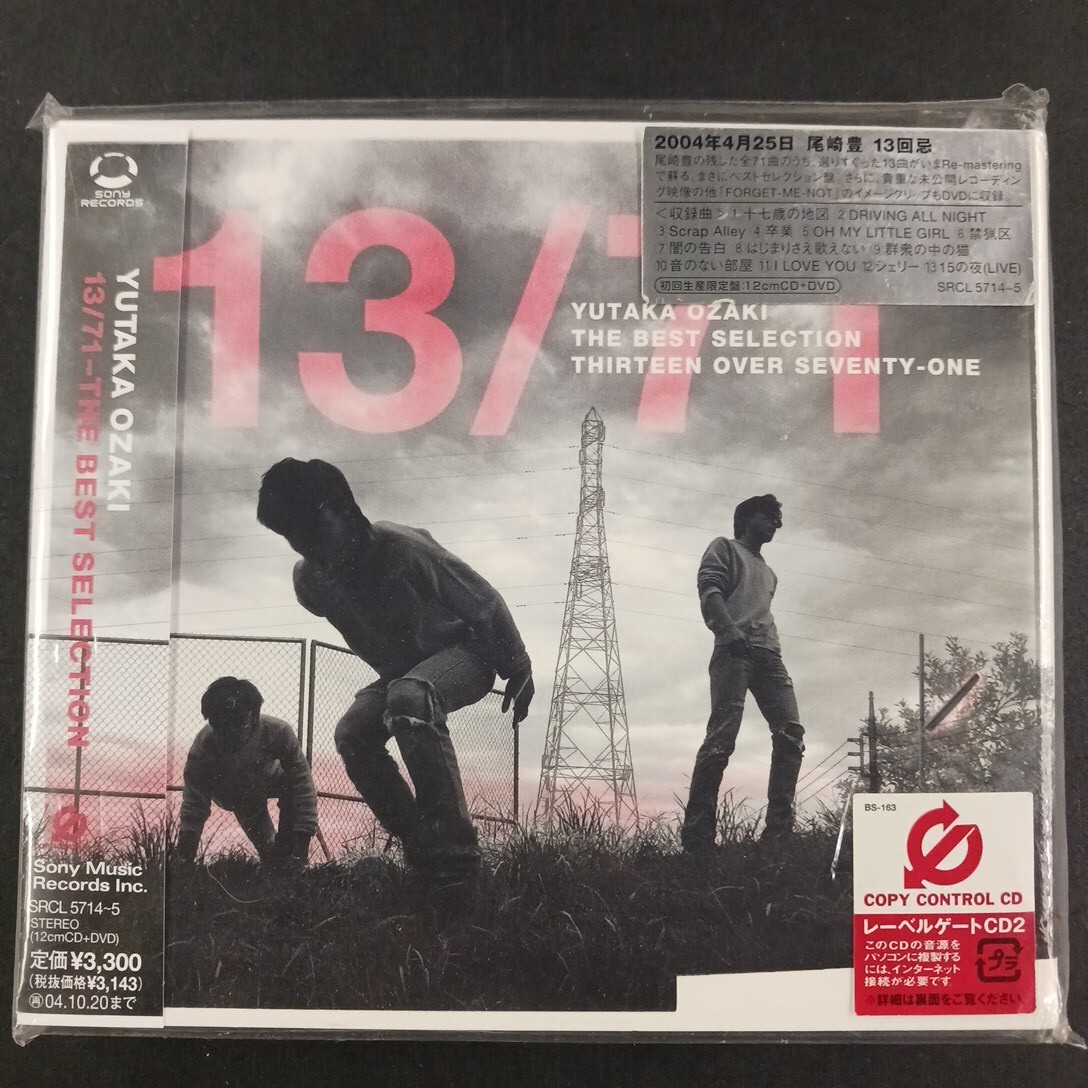 SONY
RECORDS
YUTAKA OZAKI
13/71-THE BEST SELECTION
Sony Music
Records Inc.
SRCL 5714~5
STEREO
(12cmCD+DVD)
定価¥3,300
(税抜価格¥3,143)
再04.10.20まで
2004年4月25日 尾崎豊 13回忌
尾崎豊の残した全71曲のうち、選りすぐった13曲がいまRe-mastering
で蘇る、まさにベストセレクション盤。さらに、貴重な未公開レコーディン
グ映像の他「FORGET-ME-NOT」のイメージクリップもDVDに収録
<収録曲> 1 十七歳の地図 2 DRIVING ALL NIGHT
3 Scrap Alley 4 卒業 5 OH MY LITTLE GIRL 6 禁猟区
7 闇の告白 8 はじまりさえ歌えない 9 群衆の中の猫
10 音のない部屋 11 I LOVE YOU 12 シェリー 13 15の夜(LIVE)
初回生産限定盤:12cmCD+DVD
SRCL 5714~5
13/71
YUTAKA OZAKI
THE BEST SELECTION
THIRTEEN OVER SEVENTY-ONE
BS-163
COPY CONTROL CD
レーベルゲートCD2
このCDの音源を
パソコンに複製する
には、インターネット
接続が必要です
プラ
※詳細は裏面をご覧ください